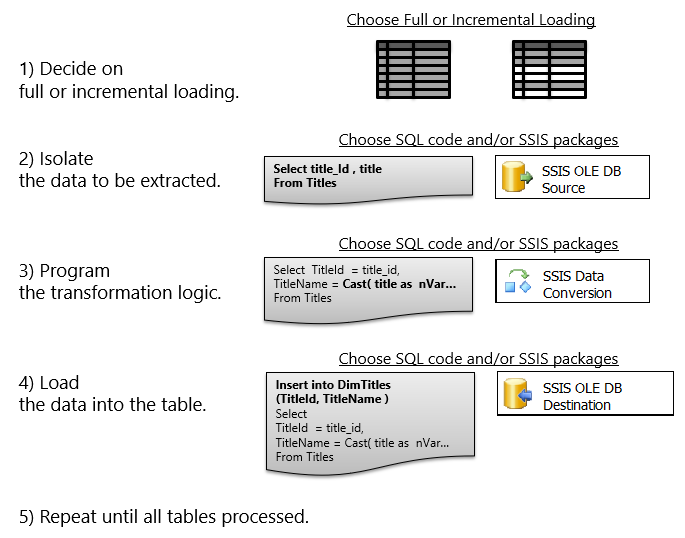 Choose Full or Incremental Loading
1) Decide on
full or incremental loading.
Choose SQL code and/or SSIS packages
2) Isolate
the data to be extracted.
Select title_Id , title
From Titles
SSIS OLE DB
Source
Choose SQL code and/or SSIS packages
3) Program
the transformation logic.
Select  TitleId  = title_id,
TitleName = Cast( title as  nVar...
From Titles
SSIS Data
Conversion
Choose SQL code and/or SSIS packages
4) Load
the data into the table.
Insert into DimTitles
(TitleId, TitleName )
Select
TitleId  = title_id,
TitleName = Cast( title as  nVar...
From Titles
SSIS OLE DB
Destination
5) Repeat until all tables processed.